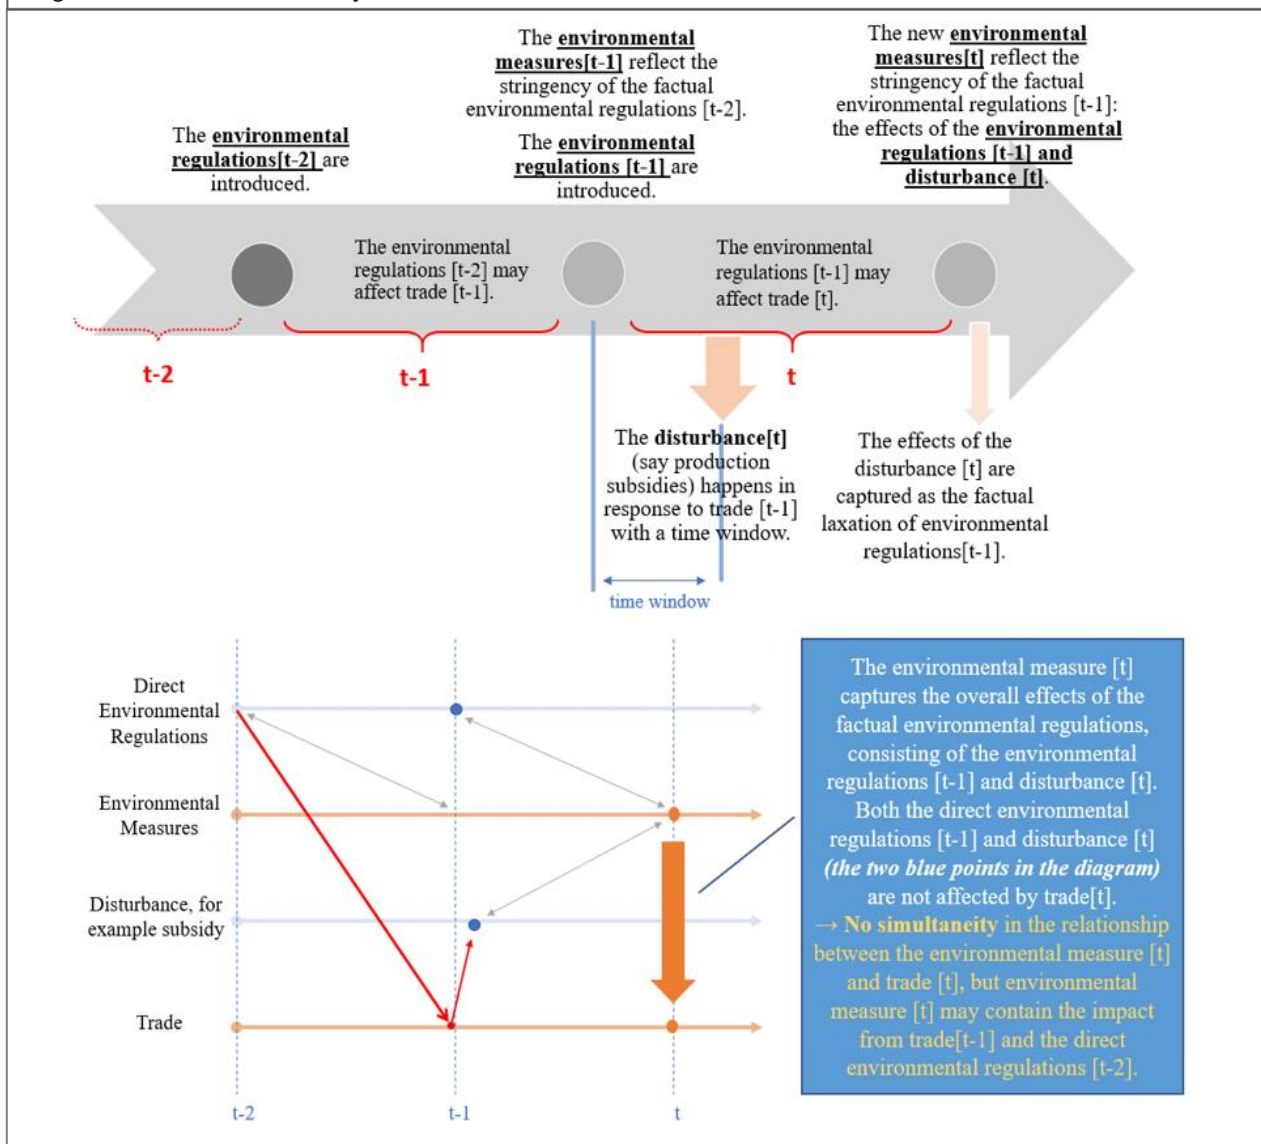 The environmental
regulations[t-2] are
introduced.
The environmental
measures[t-1] reflect the
stringency of the factual
environmental regulations [t-2].
The environmental
regulations [t-1] are
introduced.
The new environmental
measures[t] reflect the
stringency of the factual
environmental regulations [t-1]:
the effects of the environmental
regulations [t-1] and
disturbance [t].
The environmental
regulations [t-2] may
affect trade [t-1].
The environmental
regulations [t-1] may
affect trade [t].
t-2
t-1
t
The disturbance[t]
(say production
subsidies) happens in
response to trade [t-1]
with a time window.
time window
The effects of the
disturbance [t] are
captured as the factual
laxation of environmental
regulations[t-1].
Direct
Environmental
Regulations
Environmental
Measures
Disturbance, for
example subsidy
Trade
t-2
t-1
t
The environmental measure [t]
captures the overall effects of the
factual environmental regulations,
consisting of the environmental
regulations [t-1] and disturbance [t].
Both the direct environmental
regulations [t-1] and disturbance [t]
(the two blue points in the diagram)
are not affected by trade[t].
→ No simultaneity in the relationship
between the environmental measure [t]
and trade [t], but environmental
measure [t] may contain the impact
from trade[t-1] and the direct
environmental regulations [t-2].